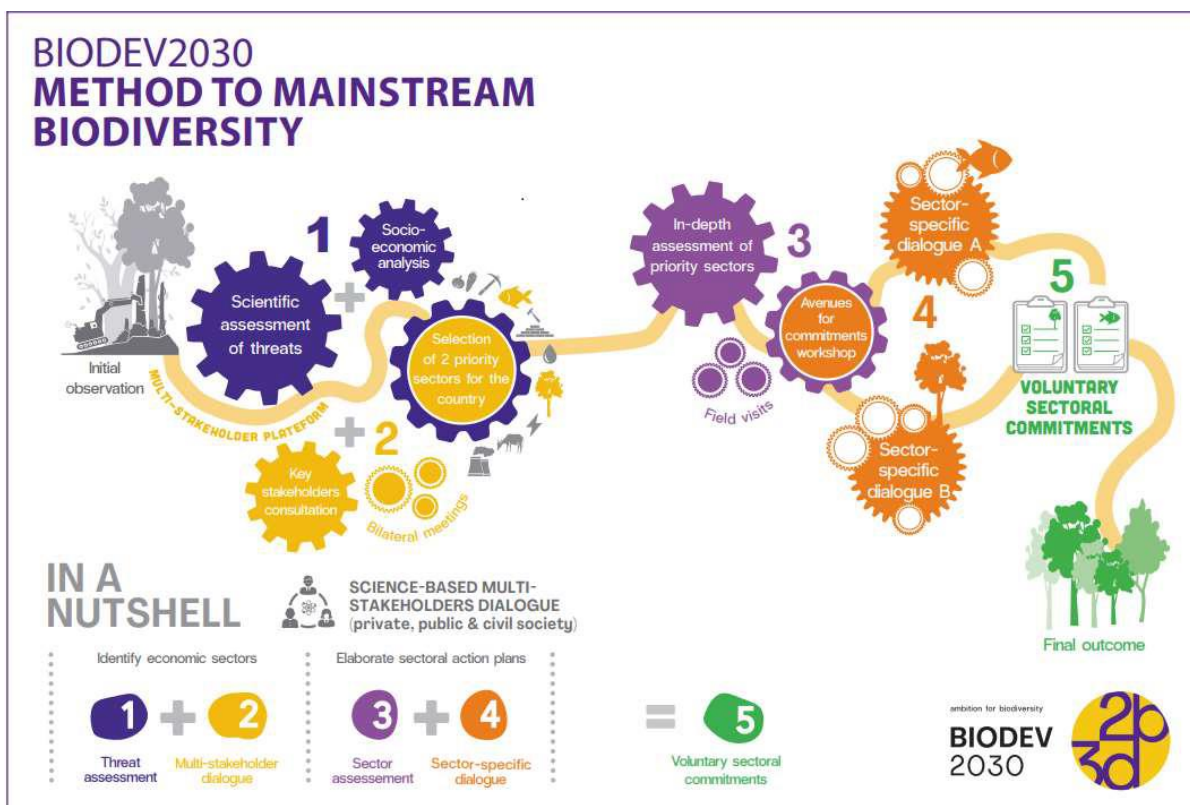 BIODEV2030
METHOD TO MAINSTREAM
BIODIVERSITY
Initial
observation
MULTI-STAKEHOLDER PLATEFORM
Scientific
assessment
of threats
1
+
Socio-
economic
analysis
Selection
of 2 priority
sectors for the
country
+
2
Key
stakeholders
consultation
Bilateral meetings
In-depth
assessment of
priority sectors
3
Field visits
Avenues
for
commitments
workshop
Sector-
specific
dialogue A
4
Sector-
specific
dialogue B
5
VOLUNTARY
SECTORAL
COMMITMENTS
Final outcome
IN A
NUTSHELL
SCIENCE-BASED MULTI-
STAKEHOLDERS DIALOGUE
(private, public & civil society)
Identify economic sectors
1 + 2
Threat
assessment
Multi-stakeholder
dialogue
Elaborate sectoral action plans
3 + 4
Sector
assessement
Sector-specific
dialogue
= 5
Voluntary sectoral
commitments
ambition for biodiversity
BIODEV
2030
2b
3d